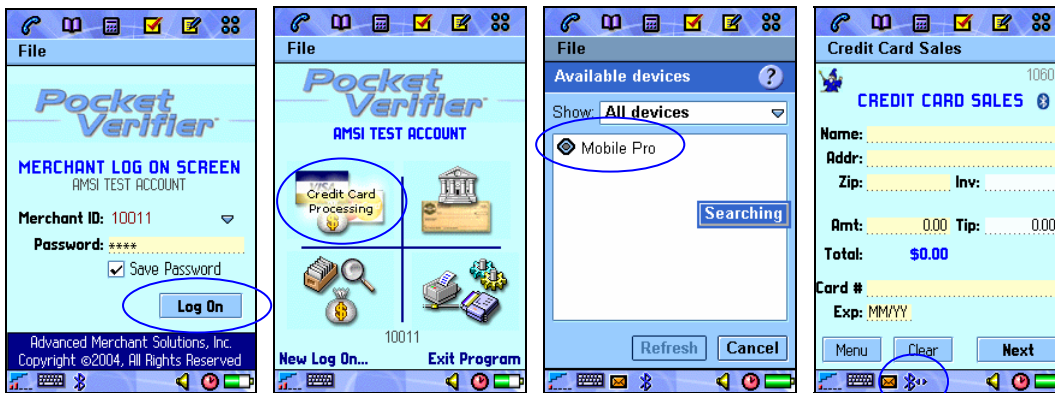 File
Pocket
Verifier
MERCHANT LOG ON SCREEN
AMSI TEST ACCOUNT
Merchant ID: 10011
Password: ****
Save Password
Log On
Advanced Merchant Solutions, Inc.
Copyright ©2004, All Rights Reserved
File
Pocket
Verifier
AMSI TEST ACCOUNT
VISA
Credit Card
Processing
10011
New Log On... Exit Program
File
Available devices ?
Show: All devices
Mobile Pro
Searching
Refresh Cancel
Credit Card Sales
1060
CREDIT CARD SALES
Name:
Addr:
Zip: Inv:
Amt: 0.00 Tip: 0.00
Total: $0.00
Card #
Exp: MM/YY
Menu Clear Next